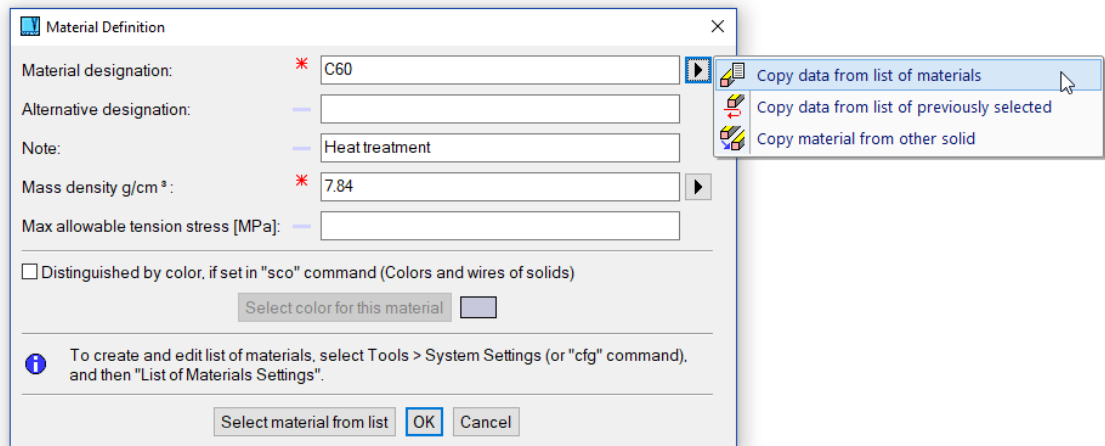 Material Definition
Material designation: * C60
Copy data from list of materials
Copy data from list of previously selected
Copy material from other solid
Alternative designation:
Note: Heat treatment
Mass density g/cm³: * 7.84
Max allowable tension stress [MPa]:
Distinguished by color, if set in "sco" command (Colors and wires of solids)
Select color for this material
To create and edit list of materials, select Tools > System Settings (or "cfg" command),
and then "List of Materials Settings".
Select material from list OK Cancel